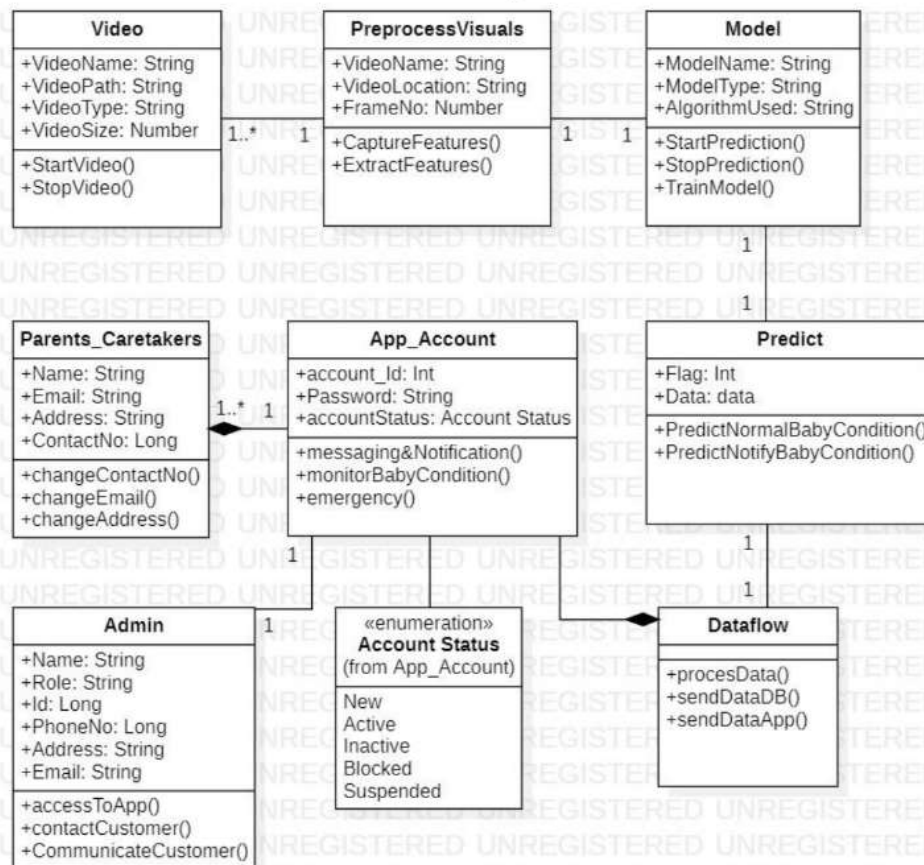 Video
+VideoName: String
+VideoPath: String
+VideoType: String
+VideoSize: Number
+StartVideo()
+StopVideo()
1..*
1
PreprocessVisuals
+VideoName: String
+VideoLocation: String
+FrameNo: Number
+CaptureFeatures()
+ExtractFeatures()
1
1
Model
+ModelName: String
+ModelType: String
+AlgorithmUsed: String
+StartPrediction()
+StopPrediction()
+TrainModel()
1
1
Parents_Caretakers
+Name: String
+Email: String
+Address: String
+ContactNo: Long
+changeContactNo()
+changeEmail()
+changeAddress()
1..*
1
App_Account
+account_Id: Int
+Password: String
+accountStatus: Account Status
+messaging&Notification()
+monitorBabyCondition()
+emergency()
Predict
+Flag: Int
+Data: data
+PredictNormalBabyCondition()
+PredictNotifyBabyCondition()
1
1
1
1
Admin
+Name: String
+Role: String
+Id: Long
+PhoneNo: Long
+Address: String
+Email: String
+accessToApp()
+contactCustomer()
+CommunicateCustomer()
«enumeration»
Account Status
(from App_Account)
New
Active
Inactive
Blocked
Suspended
Dataflow
+procesData()
+sendDataDB()
+sendDataApp()
UNREGISTERED UNREGISTERED UNREGISTERED UNREGISTERED